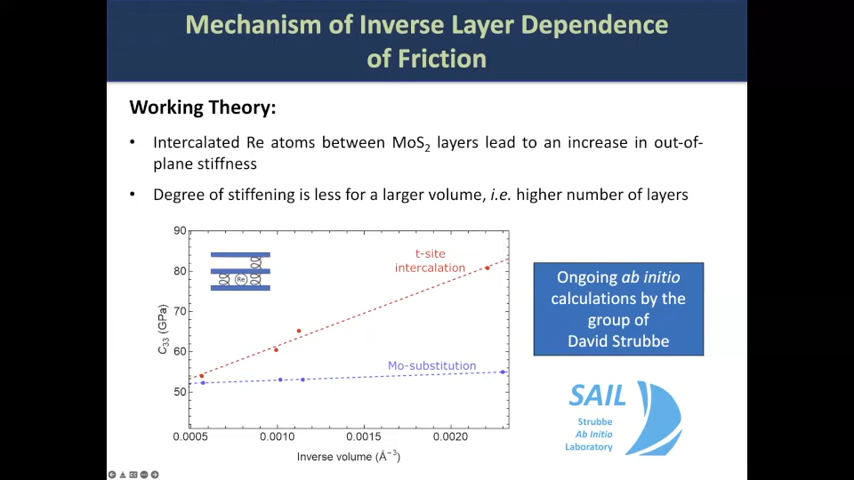 Mechanism of Inverse Layer Dependence
of Friction
Working Theory:
• Intercalated Re atoms between MoS₂ layers lead to an increase in out-of-
plane stiffness
• Degree of stiffening is less for a larger volume, i.e. higher number of layers
90
80
70
60
50
C₃₃ (GPa)
Re
t-site
intercalation
Mo-substitution
0.0005 0.0010 0.0015 0.0020
Inverse volume (Å⁻³)
Ongoing ab initio
calculations by the
group of
David Strubbe
SAIL
Strubbe
Ab Initio
Laboratory